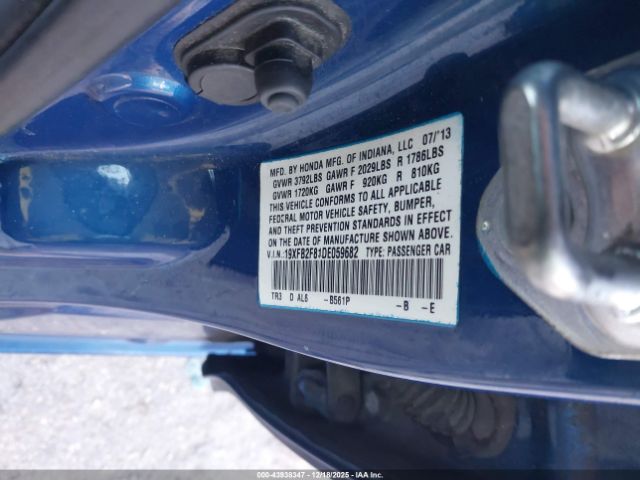 MFD. BY HONDA MFG. OF INDIANA, LLC 07/'13
GVWR 3792LBS GAWR F 2029LBS R 1786LBS
GVWR 1720KG GAWR F 920KG R 810KG
THIS VEHICLE CONFORMS TO ALL APPLICABLE
FEDERAL MOTOR VEHICLE SAFETY, BUMPER,
AND THEFT PREVENTION STANDARDS IN EFFECT
ON THE DATE OF MANUFACTURE SHOWN ABOVE.
V.I.N.:19XFB2F81DE059682 TYPE: PASSENGER CAR
TR3 D AL6 -B561P -B -E
000-43938347 - 12/18/2025 - IAAI.COM